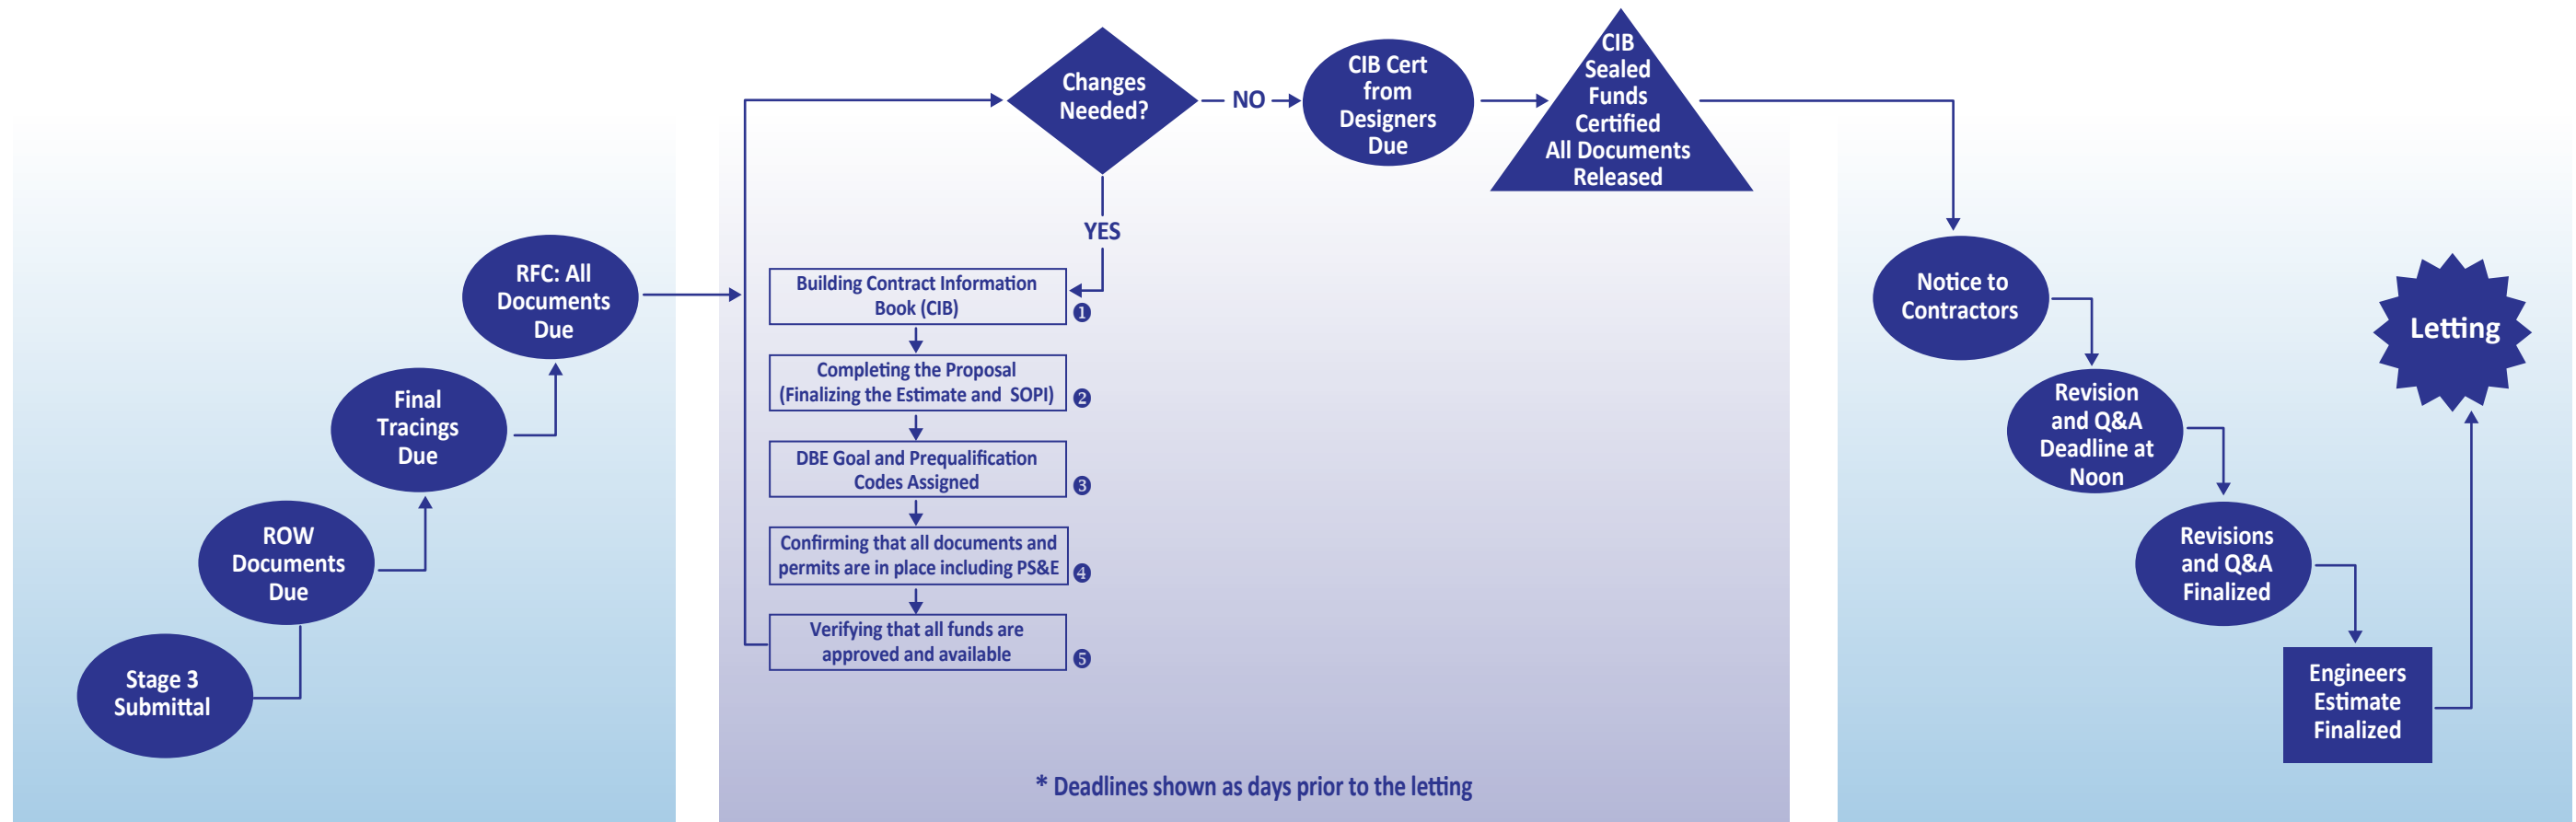 Stage 3
Submittal
ROW
Documents
Due
Final
Tracings
Due
RFC: All
Documents
Due
Changes
Needed?
NO
YES
CIB Cert
from
Designers
Due
CIB
Sealed
Funds
Certified
All Documents
Released
Building Contract Information
Book (CIB)
1
Completing the Proposal
(Finalizing the Estimate and SOPI)
2
DBE Goal and Prequalification
Codes Assigned
3
Confirming that all documents and
permits are in place including PS&E
4
Verifying that all funds are
approved and available
5
* Deadlines shown as days prior to the letting
Notice to
Contractors
Revision
and Q&A
Deadline at
Noon
Revisions
and Q&A
Finalized
Engineers
Estimate
Finalized
Letting